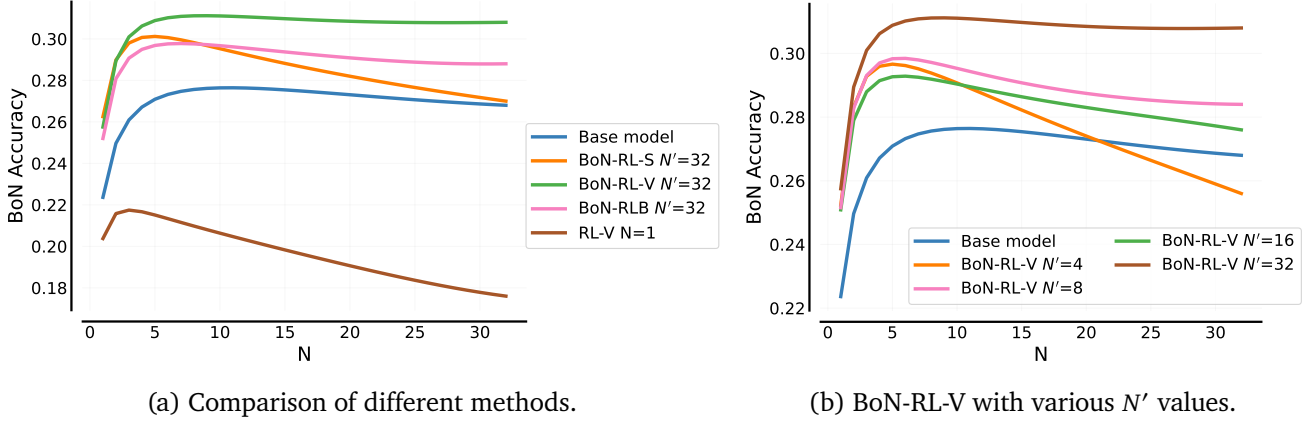 BoN Accuracy
0.30
0.28
0.26
0.24
0.22
0.20
0.18
0 5 10 15 20 25 30
N
Base model
BoN-RL-S N′=32
BoN-RL-V N′=32
BoN-RLB N′=32
RL-V N=1
(a) Comparison of different methods.
BoN Accuracy
0.30
0.28
0.26
0.24
0.22
0 5 10 15 20 25 30
N
Base model
BoN-RL-V N′=4
BoN-RL-V N′=8
BoN-RL-V N′=16
BoN-RL-V N′=32
(b) BoN-RL-V with various N′ values.